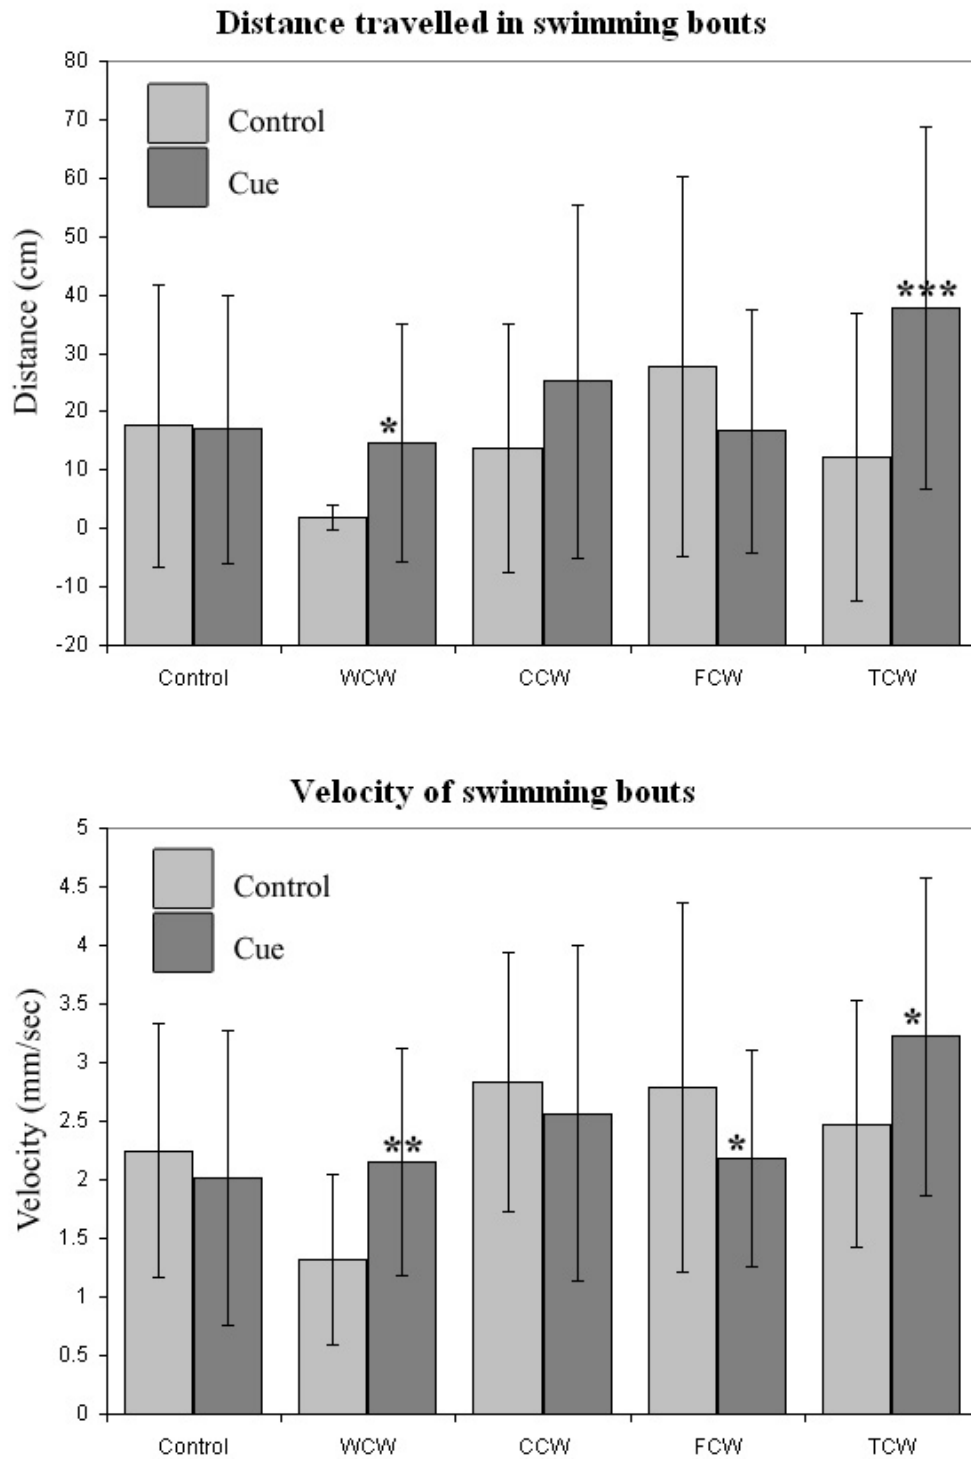 Distance travelled in swimming bouts
Distance (cm)
80
70
60
50
40
30
20
10
0
-10
-20
Control
Cue
*
***
Control WCW CCW FCW TCW
Velocity of swimming bouts
Velocity (mm/sec)
5
4.5
4
3.5
3
2.5
2
1.5
1
0.5
0
Control
Cue
**
*
*
Control WCW CCW FCW TCW